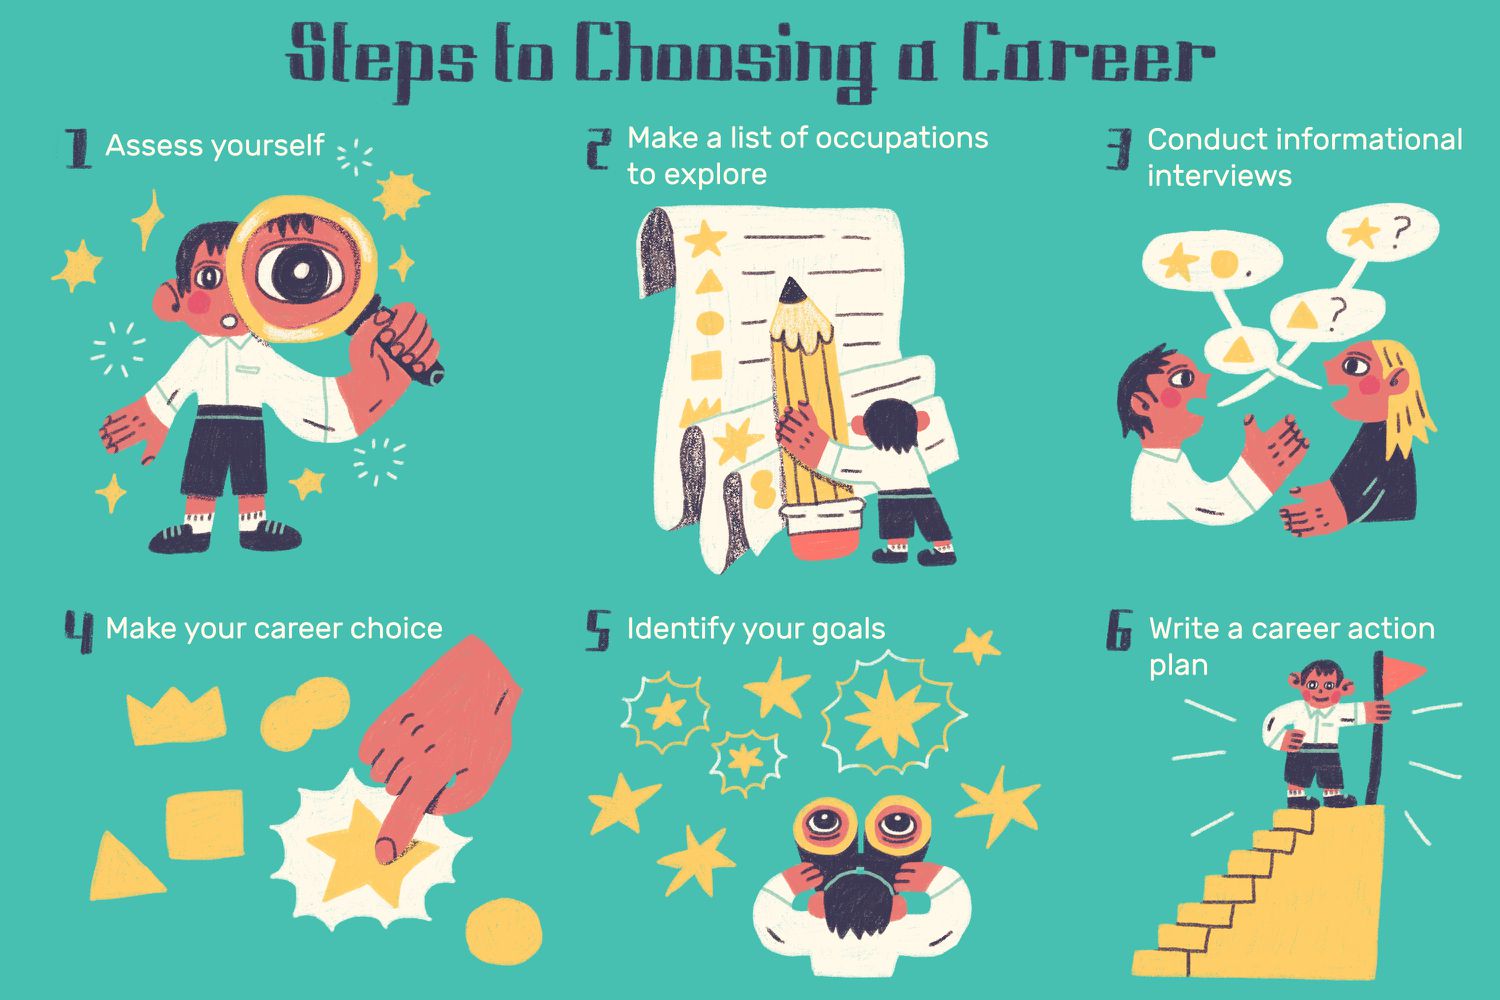 Steps to Choosing a Career
1 Assess yourself
2 Make a list of occupations
to explore
3 Conduct informational
interviews
? 
?
4 Make your career choice
5 Identify your goals
6 Write a career action
plan